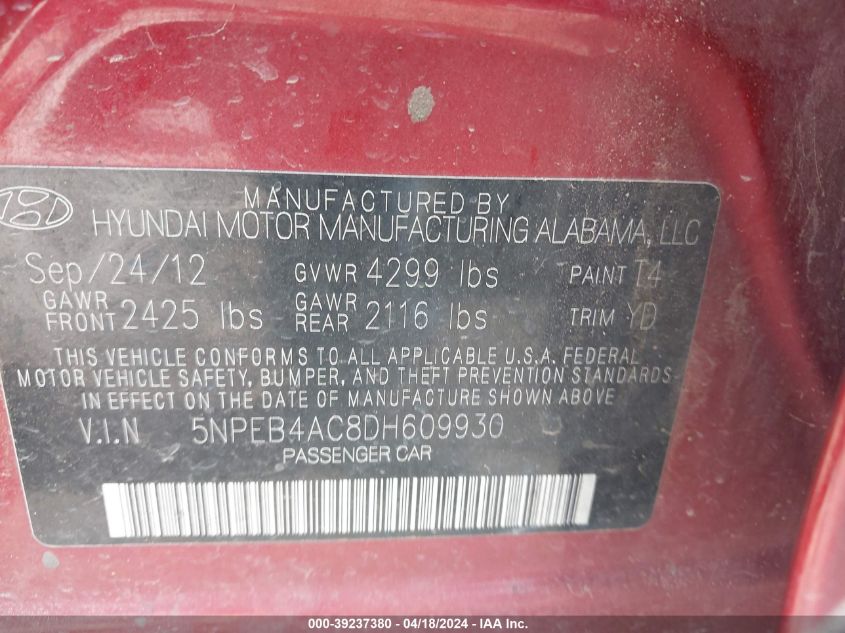 MANUFACTURED BY
HYUNDAI MOTOR MANUFACTURING ALABAMA, LLC
Sep/24/12 GVWR 4299 lbs PAINT T4
GAWR FRONT 2425 lbs GAWR REAR 2116 lbs TRIM YD
THIS VEHICLE CONFORMS TO ALL APPLICABLE U.S.A. FEDERAL
MOTOR VEHICLE SAFETY, BUMPER, AND THEFT PREVENTION STANDARDS
IN EFFECT ON THE DATE OF MANUFACTURE SHOWN ABOVE
V.I.N 5NPEB4AC8DH609930
PASSENGER CAR
000-39237380 - 04/18/2024 - IAA Inc.